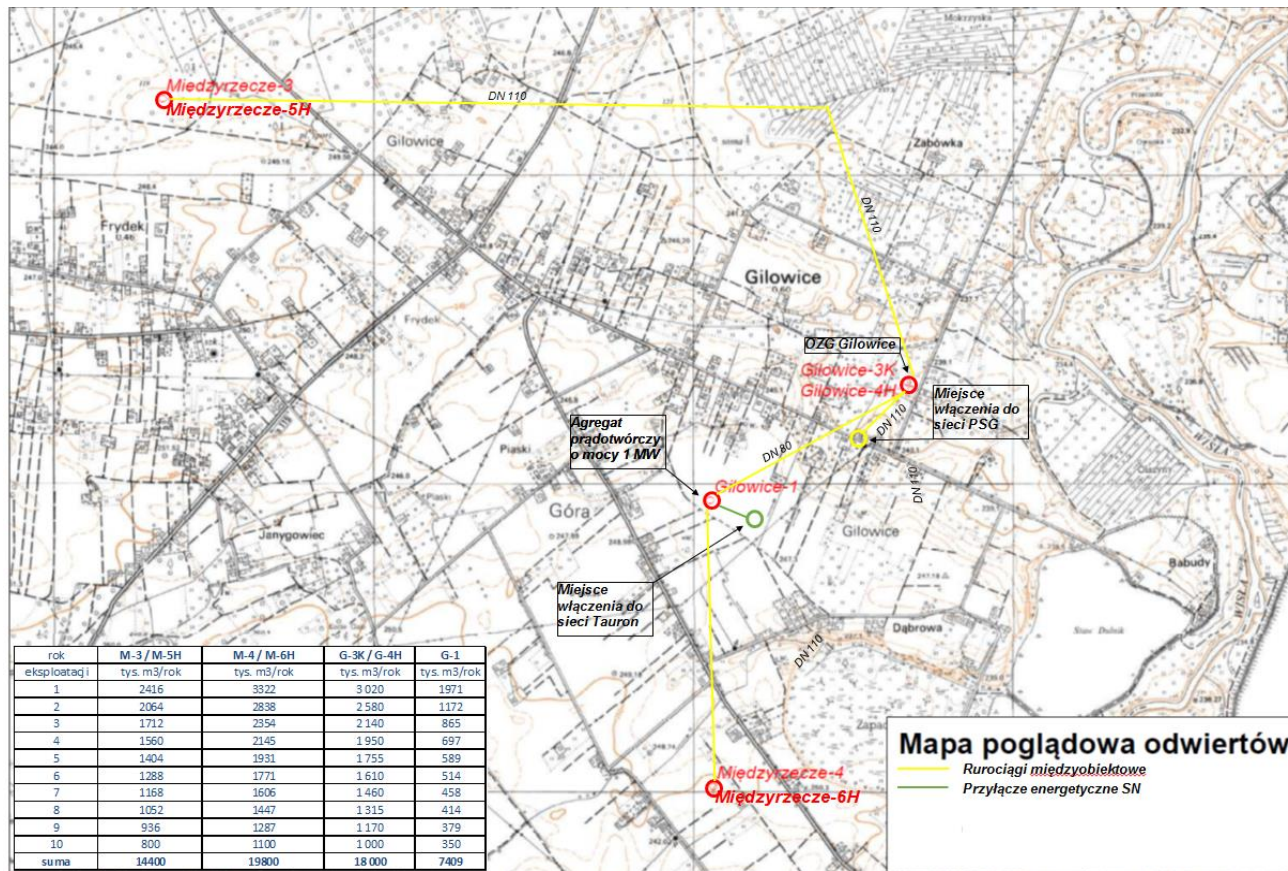 Mokrzyska
Międzyrzecze-3
Międzyrzecze-5H
DN 110
Gilowice
Zabówka
Frydek
DN 110
Gilowice
Frydek
OZG Gilowice
Gilowice-3K
Gilowice-4H
Miejsce
włączenia do
sieci PSG
DN 110
Agregat
prądotwórczy
o mocy 1 MW
DN 80
Piaski
Piaski
Gilowice-1
DN 110
WISŁA
Góra
Gilowice
Janygowiec
Babudy
Miejsce
włączenia do
sieci Tauron
Dąbrowa
Staw Dulnik
DN 110
Międzyrzecze-4
Międzyrzecze-6H
rok M-3 / M-5H M-4 / M-6H G-3K / G-4H G-1
eksploatacji tys. m3/rok tys. m3/rok tys. m3/rok tys. m3/rok
1 2416 3322 3 020 1971
2 2064 2838 2 580 1172
3 1712 2354 2 140 865
4 1560 2145 1 950 697
5 1404 1931 1 755 589
6 1288 1771 1 610 514
7 1168 1606 1 460 458
8 1052 1447 1 315 414
9 936 1287 1 170 379
10 800 1100 1 000 350
suma 14400 19800 18 000 7409
Mapa poglądowa odwiertów
Rurociągi międzyobiektowe
Przyłącze energetyczne SN